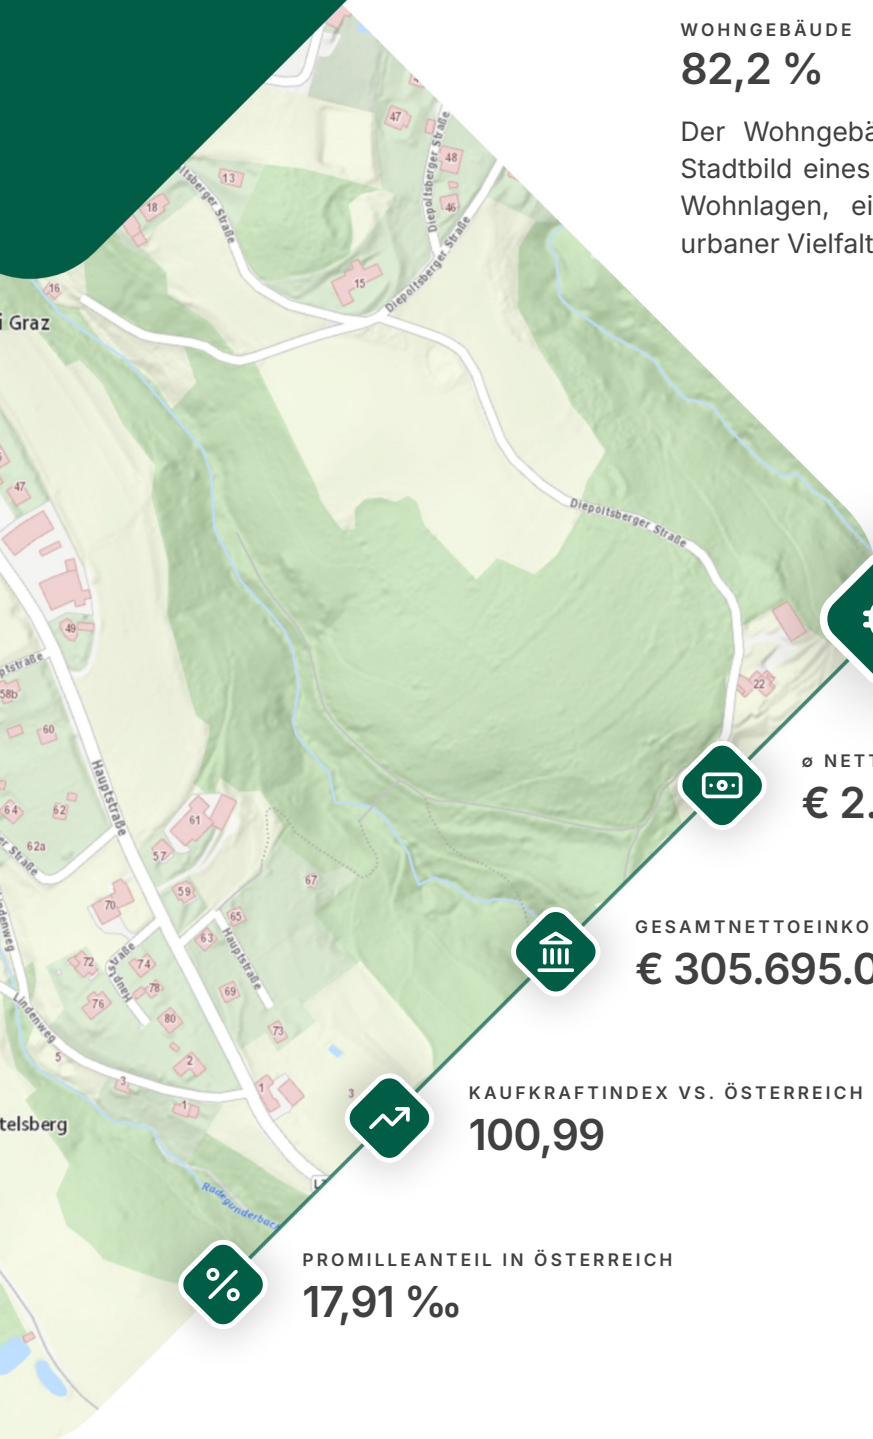 WOHNGEBÄUDE
82,2 %
Der Wohngebä
Stadtbild eines
Wohnlagen, ei
urbaner Vielfalt
47
48
46
Diepoltsberger Straße
13
18
15
Diepoltsberger Straße
16
i Graz
47
Diepoltsberger Straße
49
ptstraße
58b
60
22
ø NETT
€ 2.
Hauptstraße
64
62
62a
61
57
59
67
70
65
63
Hauptstraße
GESAMTNETTOEINKO
€ 305.695.0
Lindenweg
72
74
78
76
69
80
73
Lindenweg
5
2
3
1
1
3
KAUFKRAFTINDEX VS. ÖSTERREICH
100,99
telsberg
Radegunderbach
PROMILLEANTEIL IN ÖSTERREICH
17,91 ‰